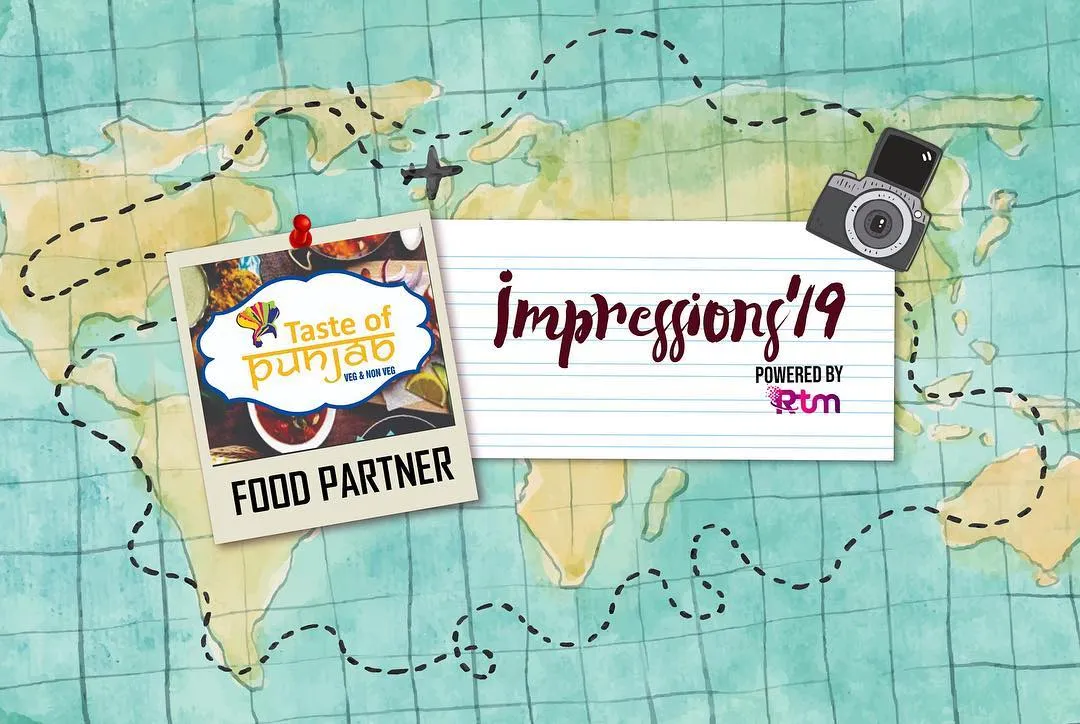 Taste of
punjab
VEG & NON VEG
FOOD PARTNER
Impressions'19
POWERED BY
Rtm